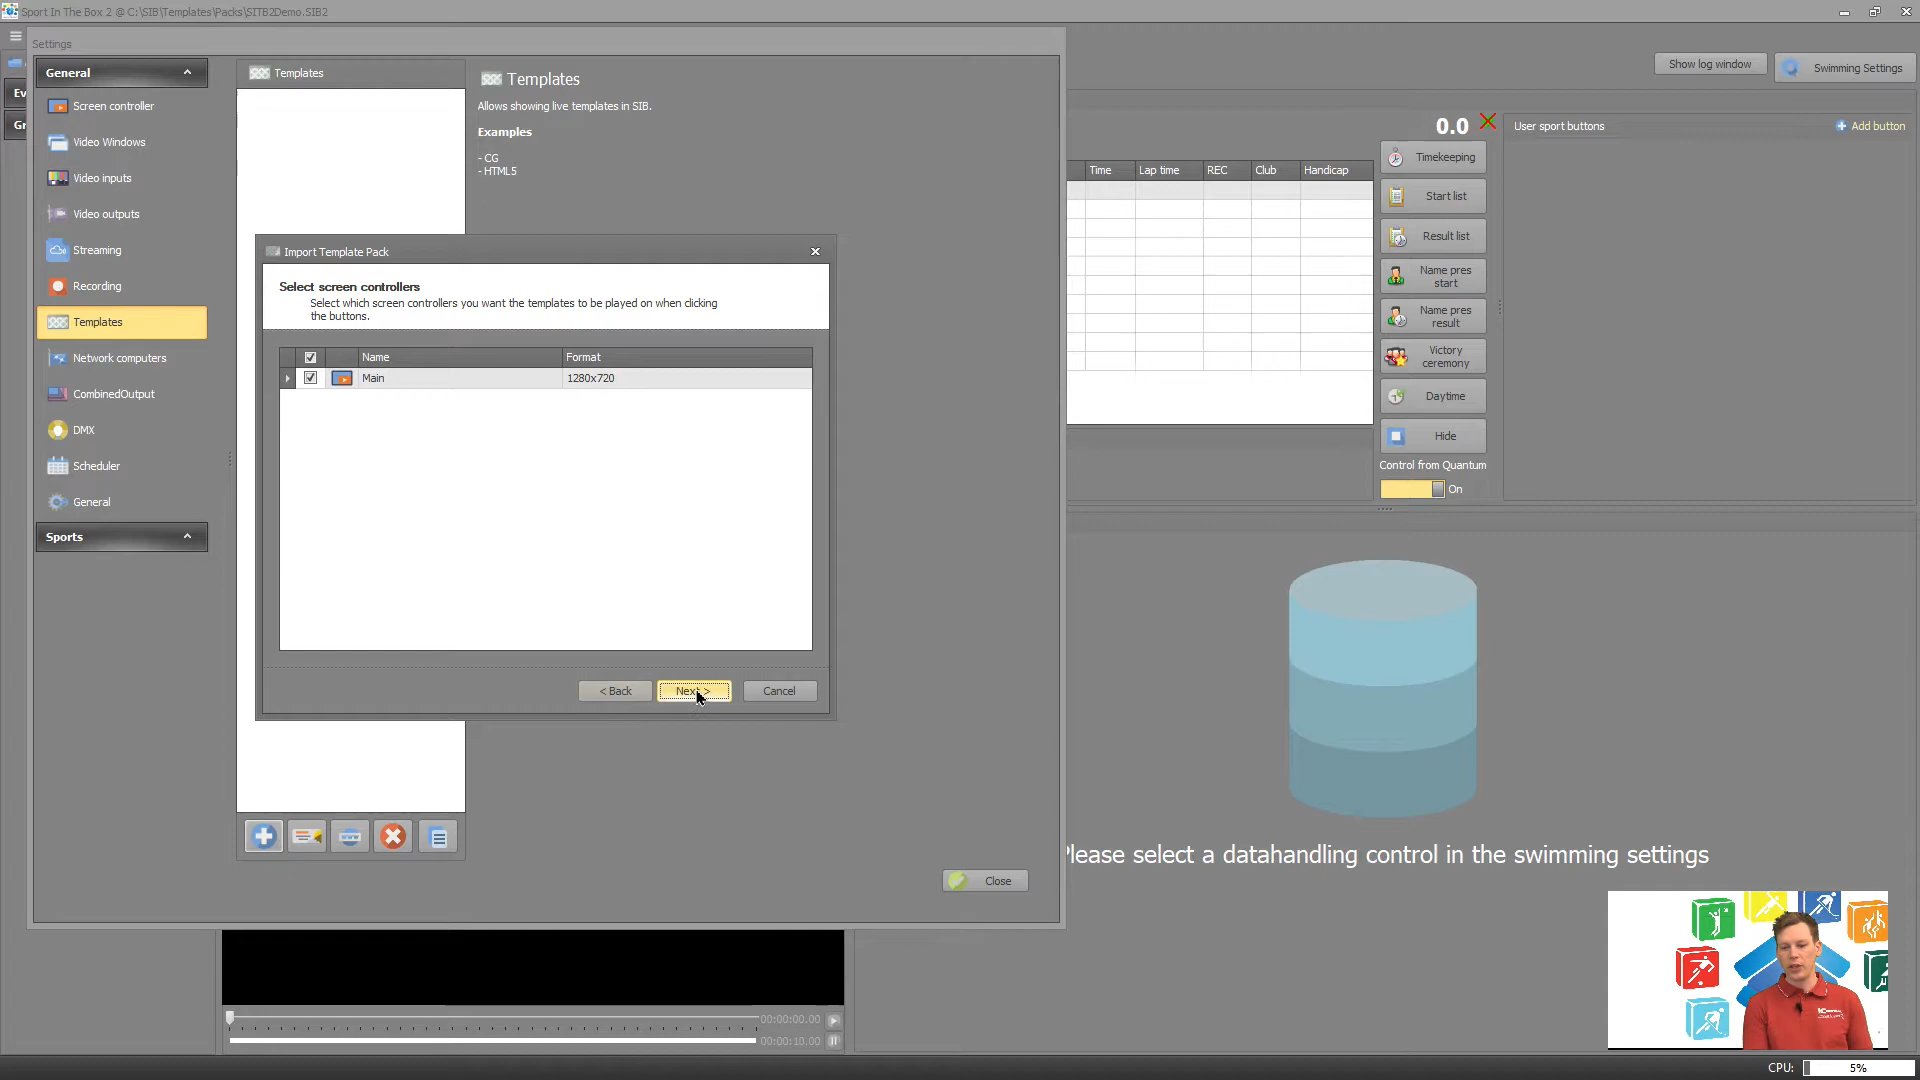 Sport In The Box 2 @ C:\SIB\Templates\Packs\SITB2Demo.SIB2
Settings
Show log window
Swimming Settings
General
Screen controller
Video Windows
Video inputs
Video outputs
Streaming
Recording
Templates
Network computers
CombinedOutput
DMX
Scheduler
General
Sports
Ev
Gr
Templates
Templates
Allows showing live templates in SIB.
Examples
- CG
- HTML5
Import Template Pack
Select screen controllers
Select which screen controllers you want the templates to be played on when clicking
the buttons.
Name Format
Main 1280x720
< Back Next > Cancel
Close
0.0
Time Lap time REC Club Handicap
Timekeeping
Start list
Result list
Name pres
start
Name pres
result
Victory
ceremony
Daytime
Hide
Control from Quantum
On
User sport buttons
Add button
Please select a datahandling control in the swimming settings
00:00:00.00
00:00:10.00
CPU: 5%